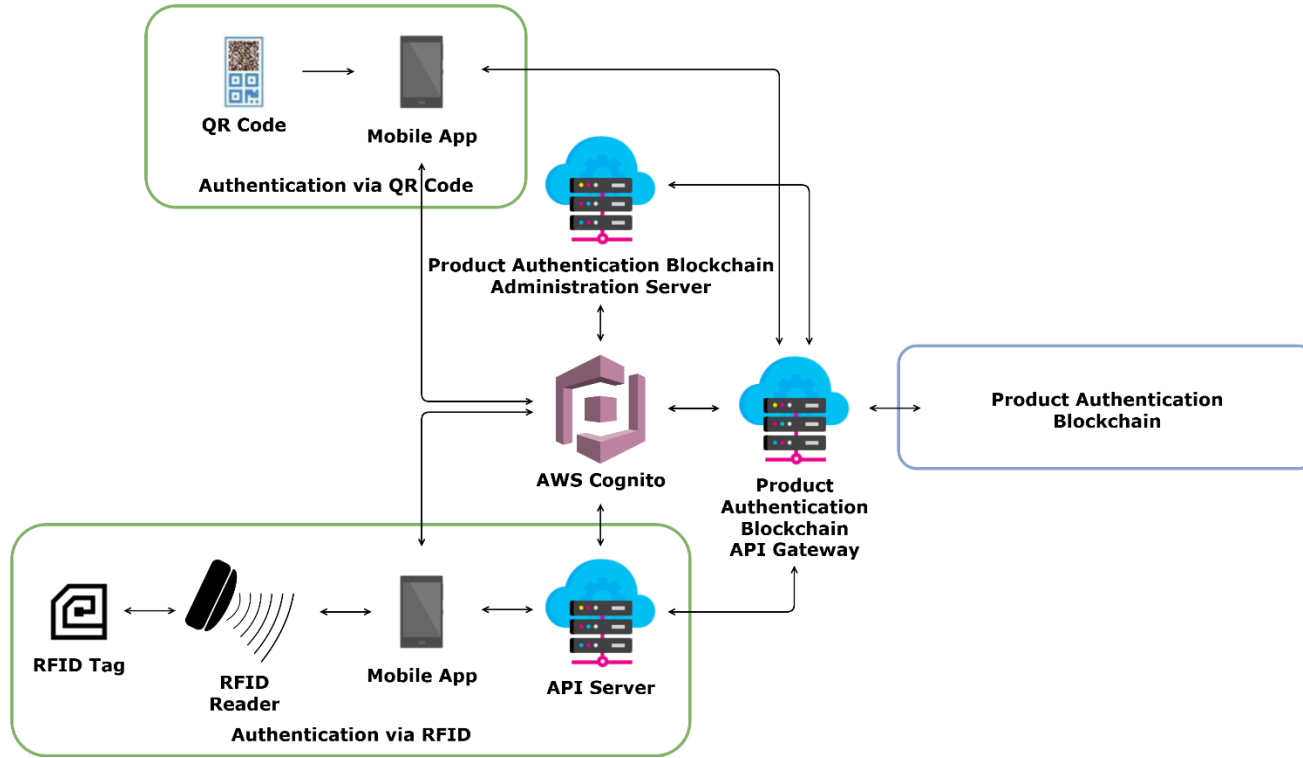 QR Code
Mobile App
Authentication via QR Code
Product Authentication Blockchain
Administration Server
AWS Cognito
Product
Authentication
Blockchain
API Gateway
Product Authentication
Blockchain
RFID Tag
RFID
Reader
Mobile App
API Server
Authentication via RFID